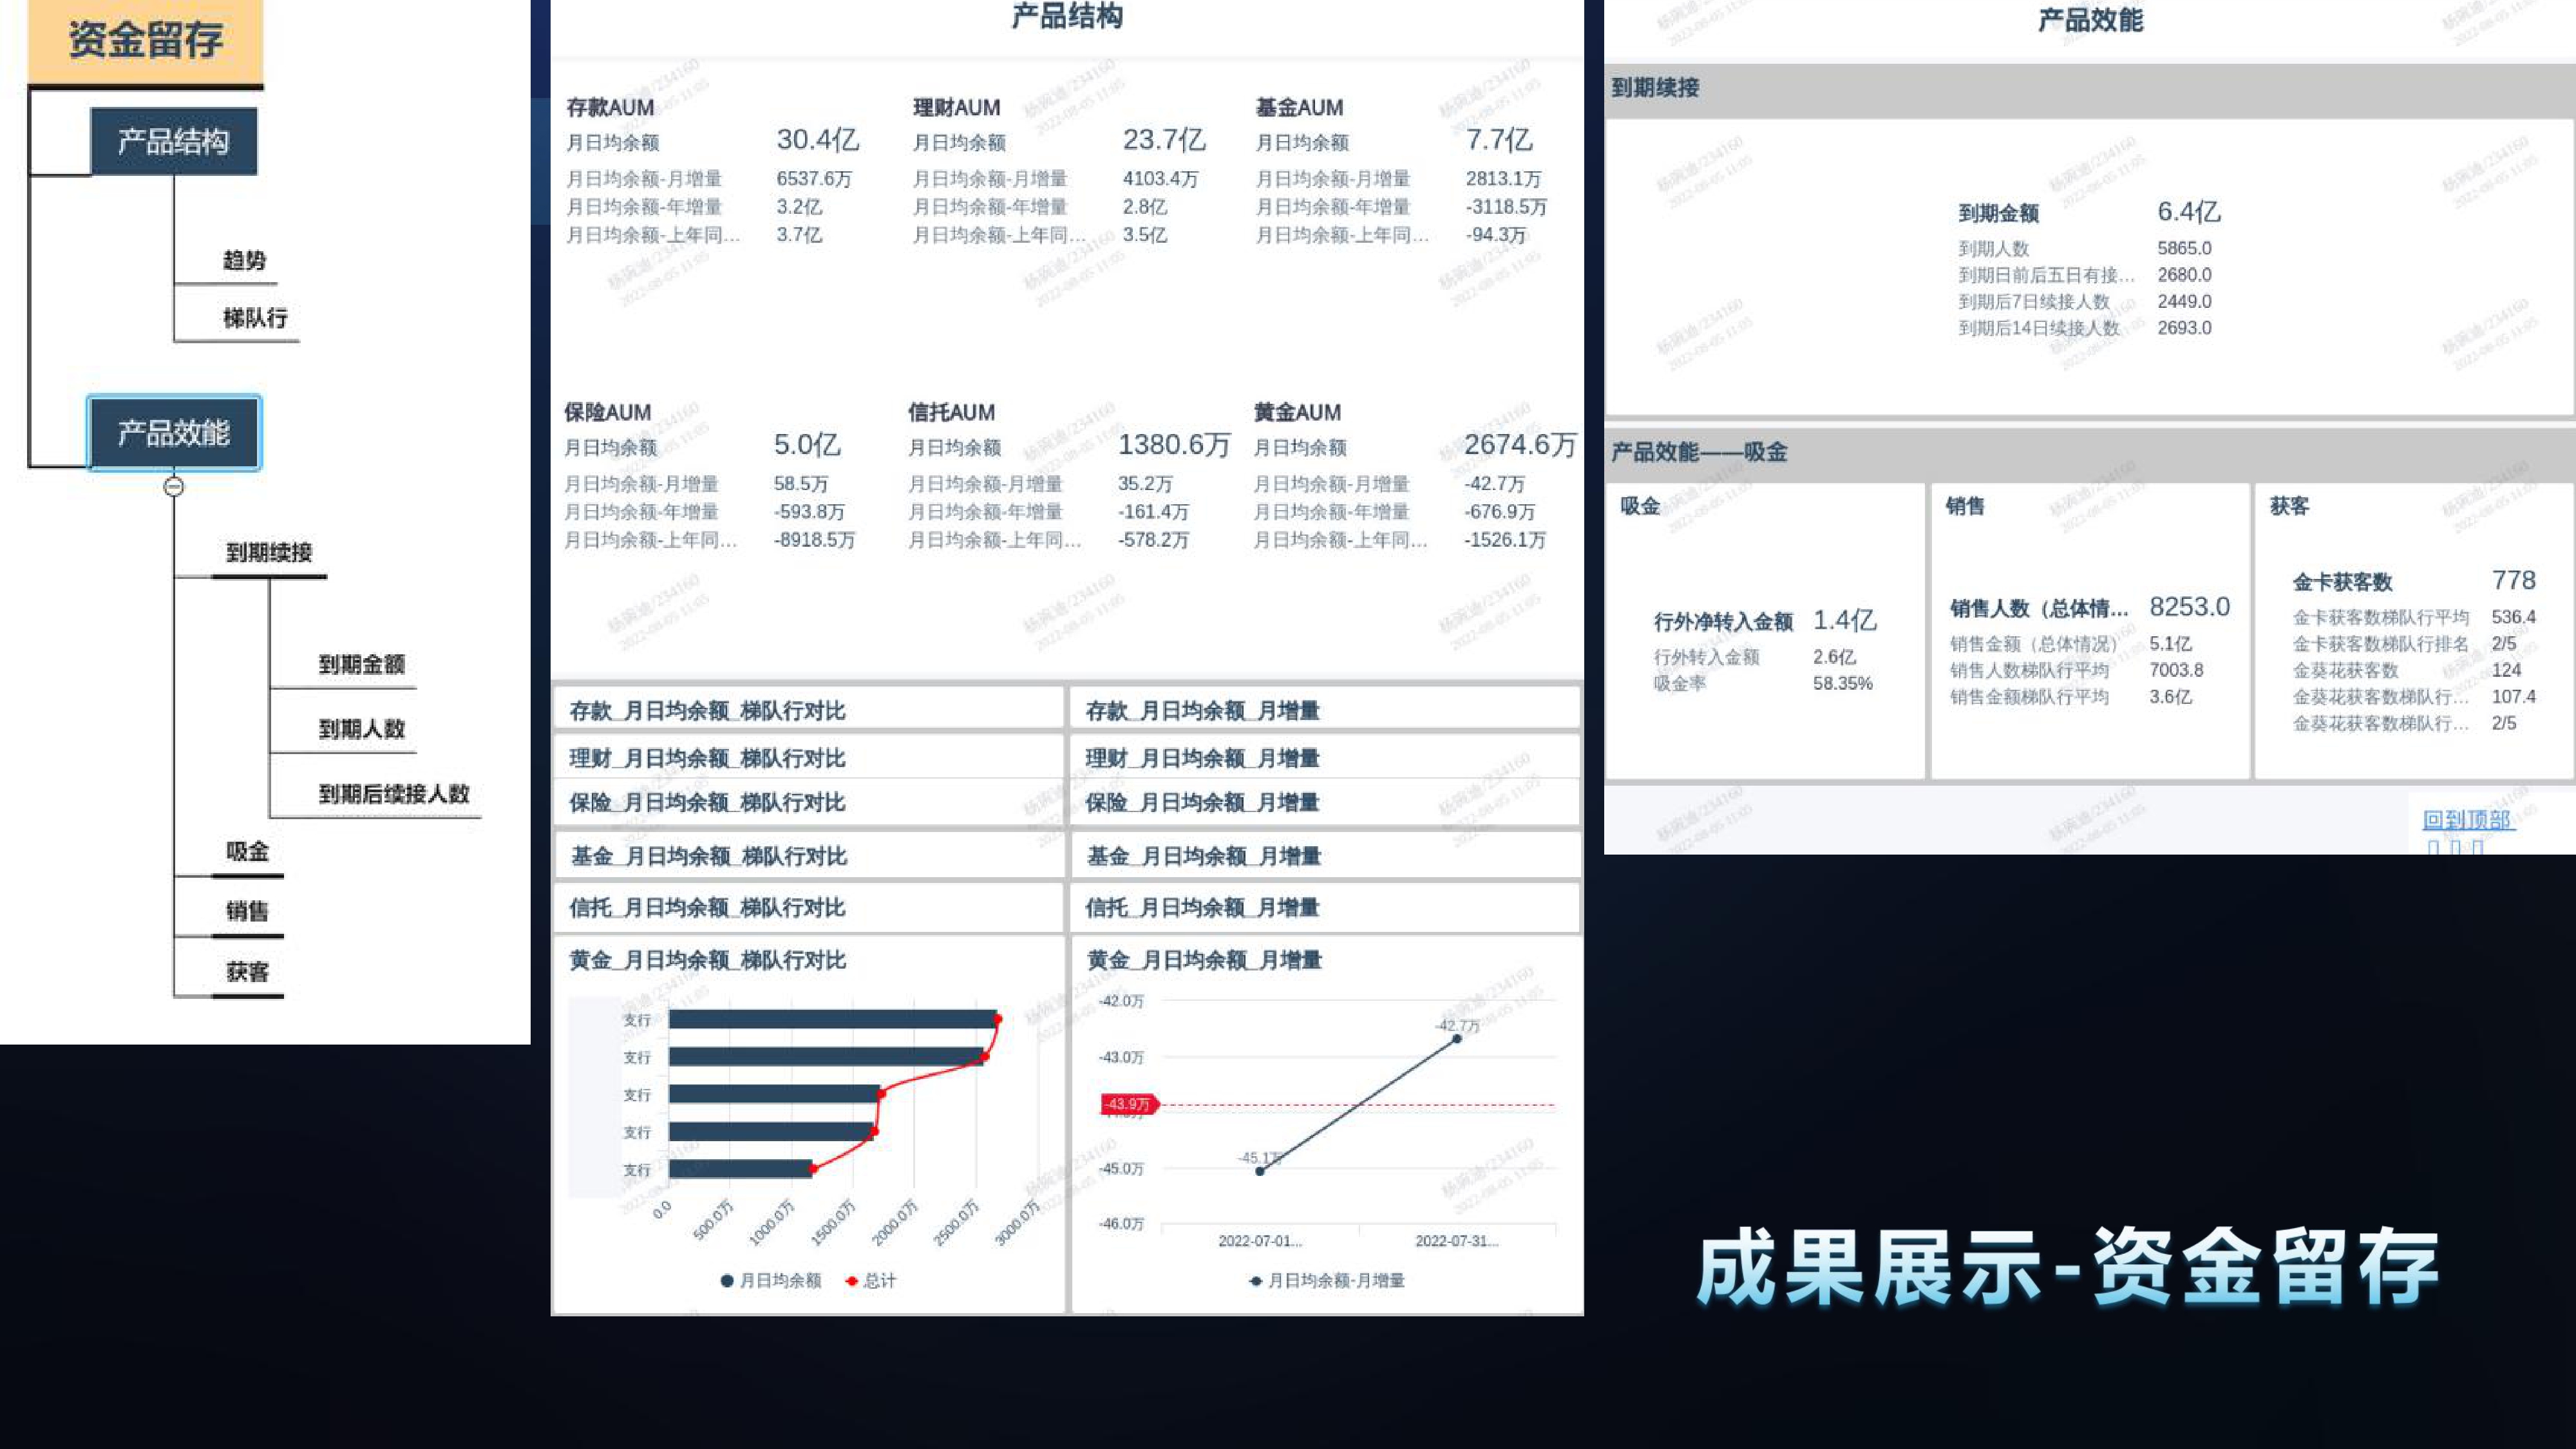 资金留存
产品结构
趋势
梯队行
产品效能
到期续接
到期金额
到期人数
到期后续接人数
吸金
销售
获客
产品结构
存款AUM
月日均余额 30.4亿
月日均余额-月增量 6537.6万
月日均余额-年增量 3.2亿
月日均余额-上年同... 3.7亿
理财AUM
月日均余额 23.7亿
月日均余额-月增量 4103.4万
月日均余额-年增量 2.8亿
月日均余额-上年同... 3.5亿
基金AUM
月日均余额 7.7亿
月日均余额-月增量 2813.1万
月日均余额-年增量 -3118.5万
月日均余额-上年同... -94.3万
保险AUM
月日均余额 5.0亿
月日均余额-月增量 58.5万
月日均余额-年增量 -593.8万
月日均余额-上年同... -8918.5万
信托AUM
月日均余额 1380.6万
月日均余额-月增量 35.2万
月日均余额-年增量 -161.4万
月日均余额-上年同... -578.2万
黄金AUM
月日均余额 2674.6万
月日均余额-月增量 -42.7万
月日均余额-年增量 -676.9万
月日均余额-上年同... -1526.1万
存款_月日均余额_梯队行对比
存款_月日均余额_月增量
理财_月日均余额_梯队行对比
理财_月日均余额_月增量
保险_月日均余额_梯队行对比
保险_月日均余额_月增量
基金_月日均余额_梯队行对比
基金_月日均余额_月增量
信托_月日均余额_梯队行对比
信托_月日均余额_月增量
黄金_月日均余额_梯队行对比
支行
支行
支行
支行
支行
0.0 500.0万 1000.0万 1500.0万 2000.0万 2500.0万 3000.0万
月日均余额 总计
黄金_月日均余额_月增量
-42.0万
-42.7万
-43.0万
-43.9万
-45.1万
-45.0万
-46.0万
2022-07-01... 2022-07-31...
月日均余额-月增量
产品效能
到期续接
到期金额 6.4亿
到期人数 5865.0
到期日前后五日有接... 2680.0
到期后7日续接人数 2449.0
到期后14日续接人数 2693.0
产品效能——吸金
吸金
行外净转入金额 1.4亿
行外转入金额 2.6亿
吸金率 58.35%
销售
销售人数（总体情... 8253.0
销售金额（总体情况） 5.1亿
销售人数梯队行平均 7003.8
销售金额梯队行平均 3.6亿
获客
金卡获客数 778
金卡获客数梯队行平均 536.4
金卡获客数梯队行排名 2/5
金葵花获客数 124
金葵花获客数梯队行... 107.4
金葵花获客数梯队行... 2/5
回到顶部
成果展示-资金留存